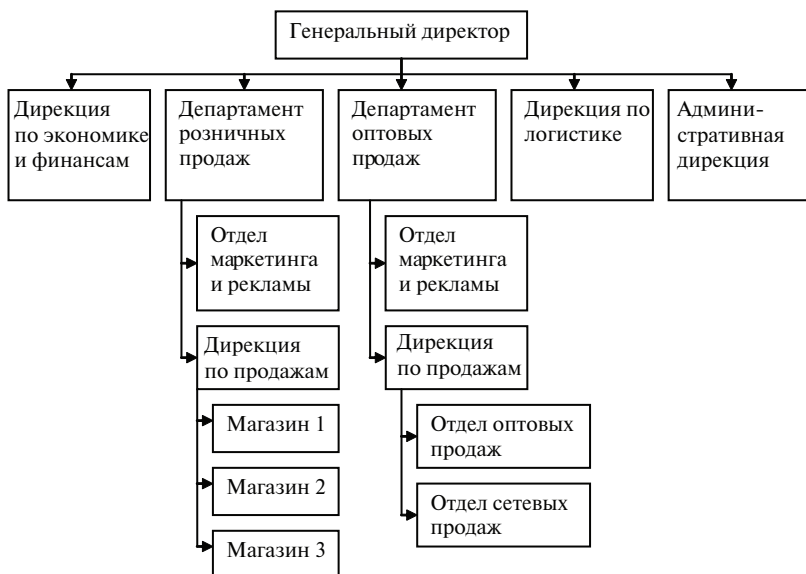 Генеральный директор
Дирекция
по экономике
и финансам
Департамент
розничных
продаж
Департамент
оптовых
продаж
Дирекция по
логистике
Админи-
стративная
дирекция
Отдел
маркетинга
и рекламы
Отдел
маркетинга
и рекламы
Дирекция
по продажам
Дирекция
по продажам
Магазин 1
Магазин 2
Магазин 3
Отдел оптовых
продаж
Отдел сетевых
продаж